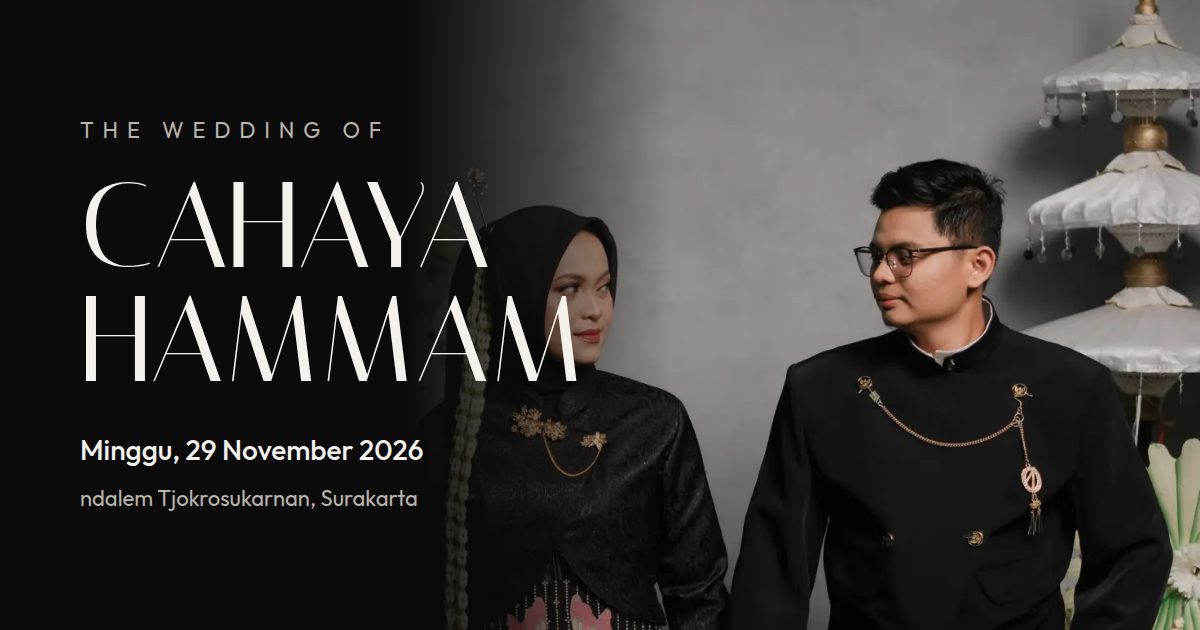 THE WEDDING OF
CAHAYA
HAMMAM
Minggu, 29 November 2026
ndalem Tjokrosukarnan, Surakarta